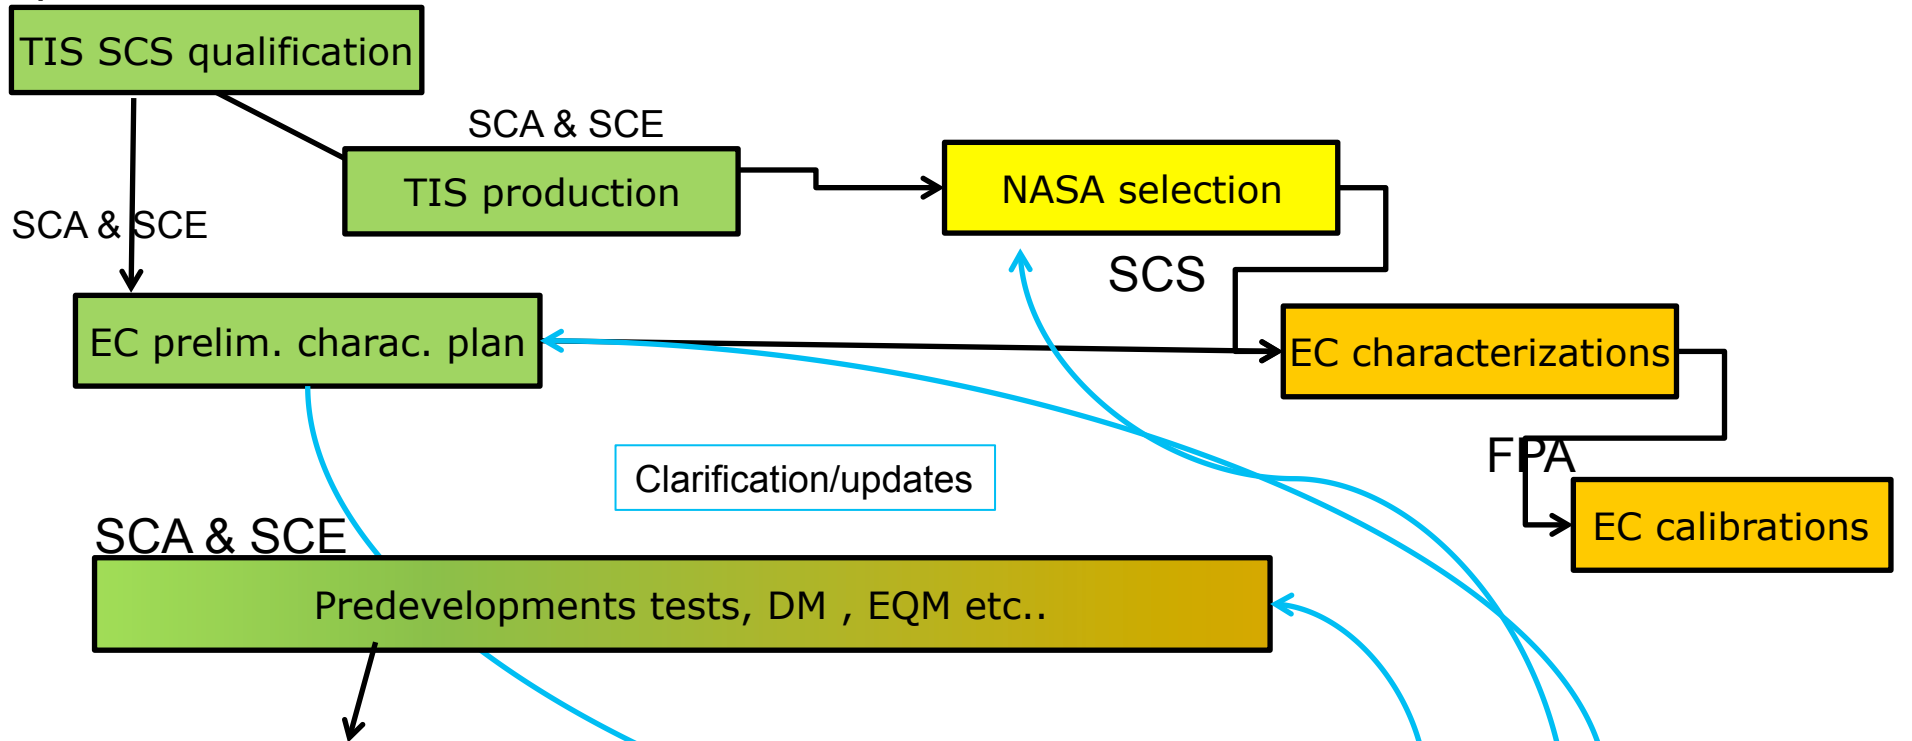 TIS SCS qualification
SCA & SCE
TIS production
NASA selection
SCA & SCE
SCS
EC prelim. charac. plan
EC characterizations
FPA
Clarification/updates
EC calibrations
SCA & SCE
Predevelopments tests, DM , EQM etc..